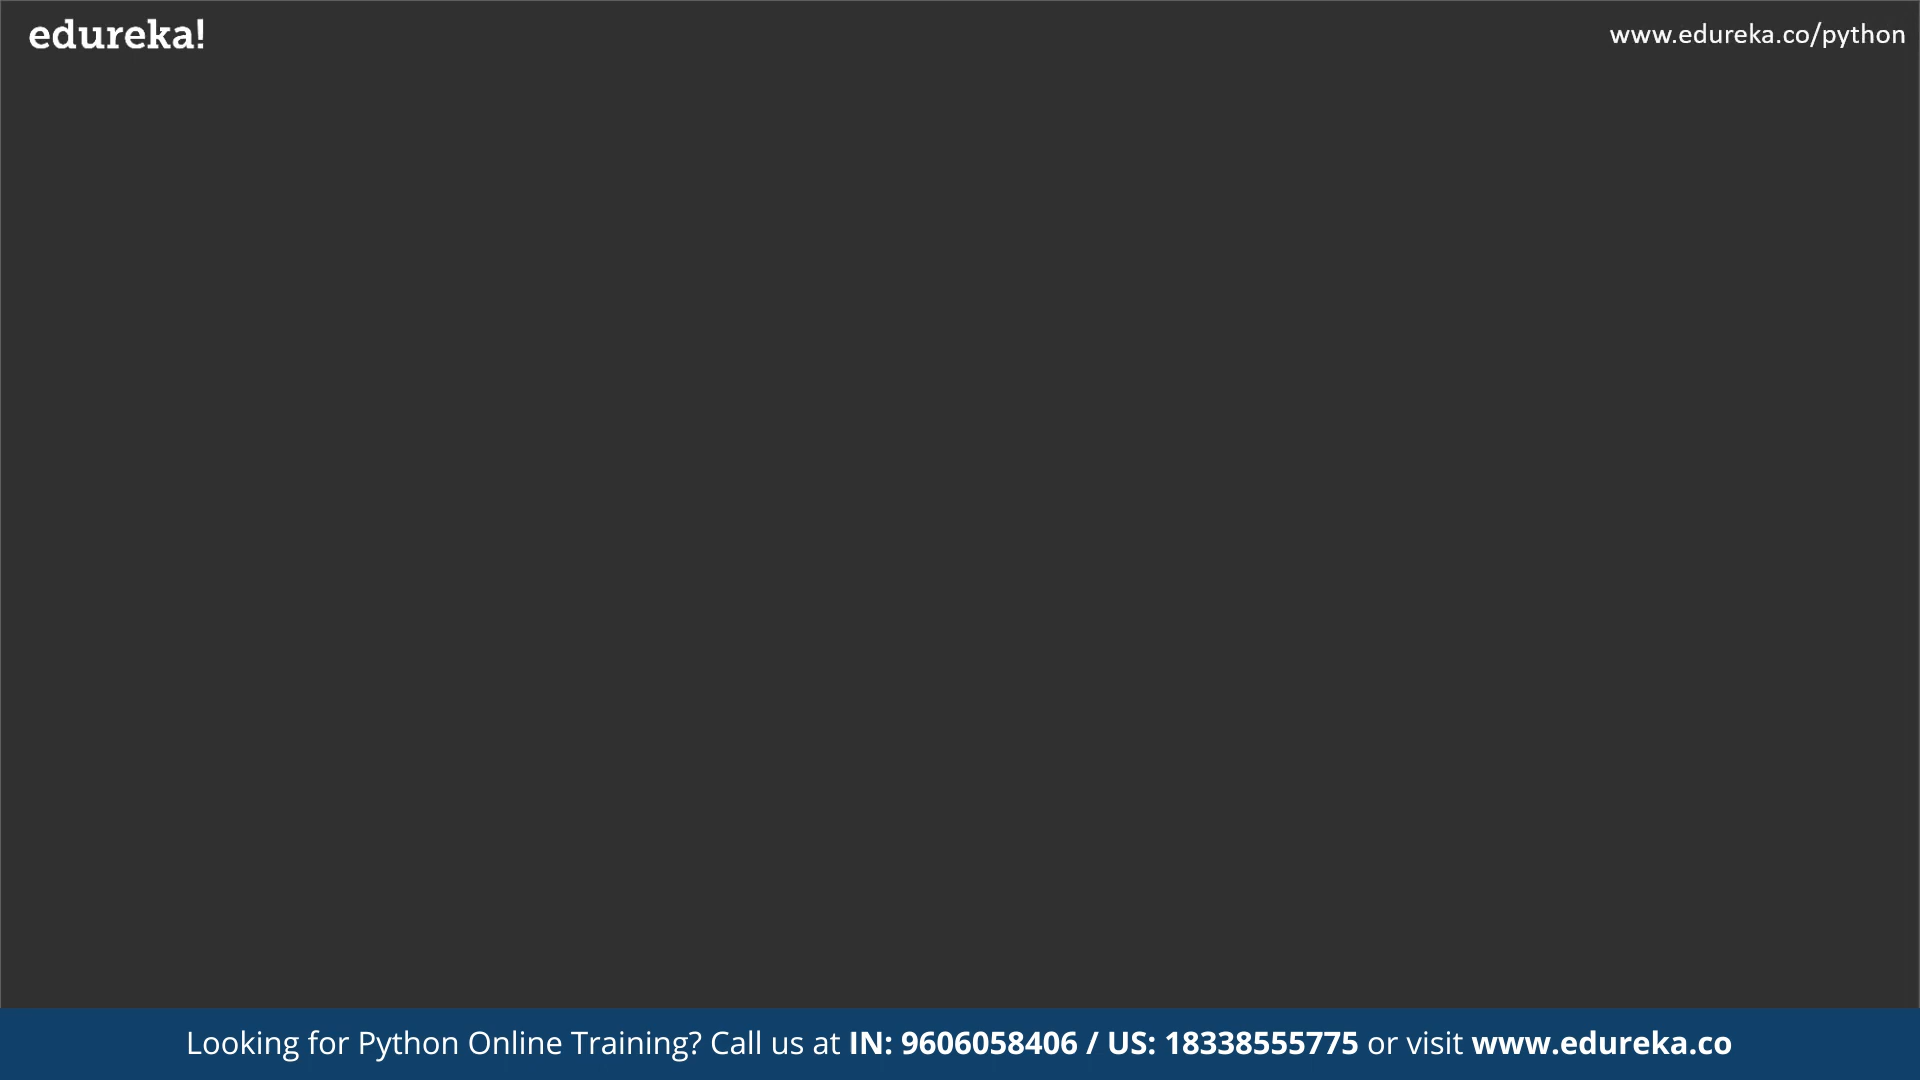 edureka!
www.edureka.co/python
Looking for Python Online Training? Call us at IN: 9606058406 / US: 18338555775 or visit www.edureka.co